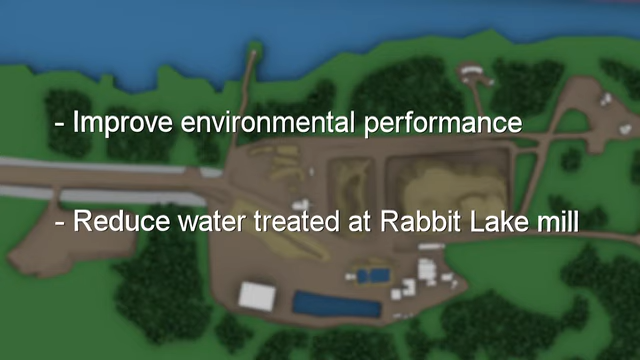 - Improve environmental performance
- Reduce water treated at Rabbit Lake mill